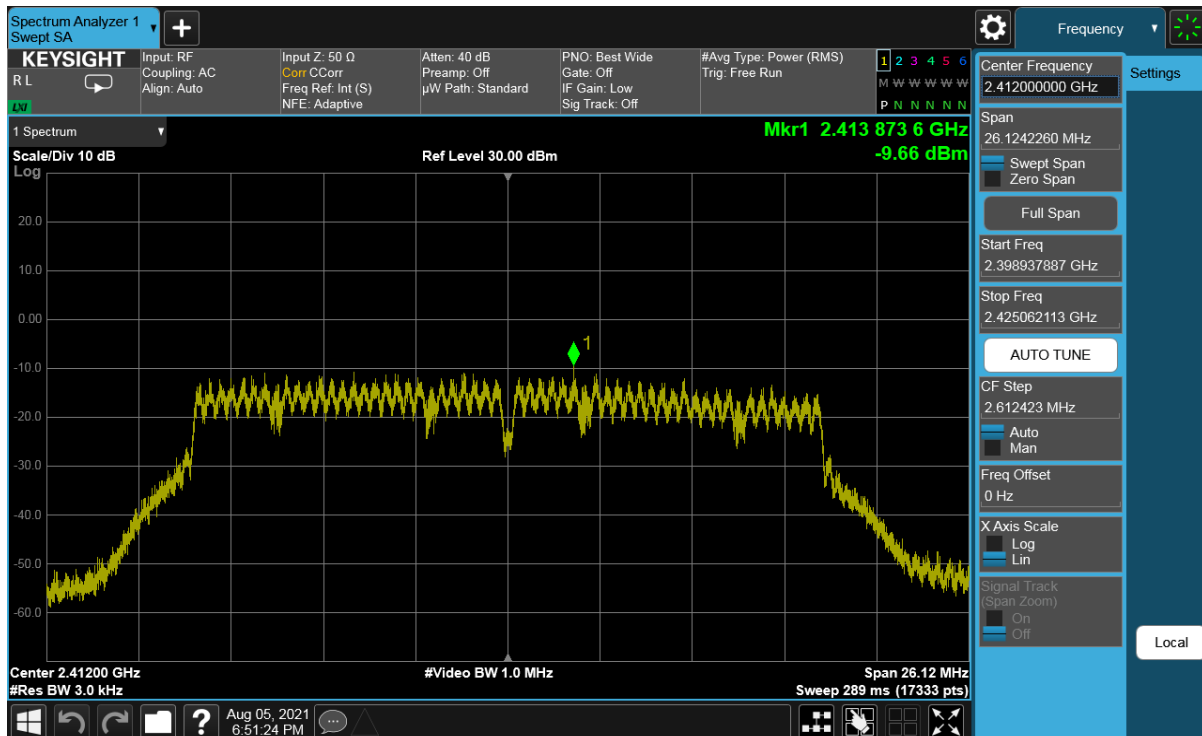 Spectrum Analyzer 1
Swept SA
+
Frequency
KEYSIGHT
R L
LXI
Input: RF
Coupling: AC
Align: Auto
Input Z: 50 Ω
Corr CCorr
Freq Ref: Int (S)
NFE: Adaptive
Atten: 40 dB
Preamp: Off
µW Path: Standard
PNO: Best Wide
Gate: Off
IF Gain: Low
Sig Track: Off
#Avg Type: Power (RMS)
Trig: Free Run
1 2 3 4 5 6
M W W W W W
P N N N N N
1 Spectrum
Scale/Div 10 dB
Log
Ref Level 30.00 dBm
Mkr1 2.413 873 6 GHz
-9.66 dBm
20.0
10.0
0.00
-10.0
-20.0
-30.0
-40.0
-50.0
-60.0
1
Center 2.41200 GHz
#Res BW 3.0 kHz
#Video BW 1.0 MHz
Span 26.12 MHz
Sweep 289 ms (17333 pts)
Center Frequency
2.412000000 GHz
Span
26.1242260 MHz
Swept Span
Zero Span
Full Span
Start Freq
2.398937887 GHz
Stop Freq
2.425062113 GHz
AUTO TUNE
CF Step
2.612423 MHz
Auto
Man
Freq Offset
0 Hz
X Axis Scale
Log
Lin
Signal Track
(Span Zoom)
On
Off
Settings
Local
?
Aug 05, 2021
6:51:24 PM